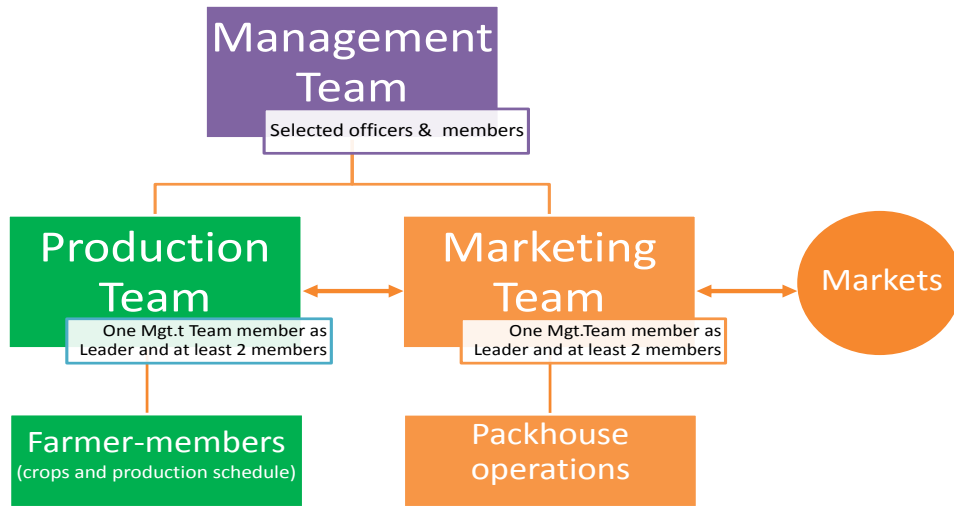 Management
Team
Selected officers & members
Production
Team
One Mgt.t Team member as
Leader and at least 2 members
Marketing
Team
One Mgt.Team member as
Leader and at least 2 members
Markets
Farmer-members
(crops and production schedule)
Packhouse
operations